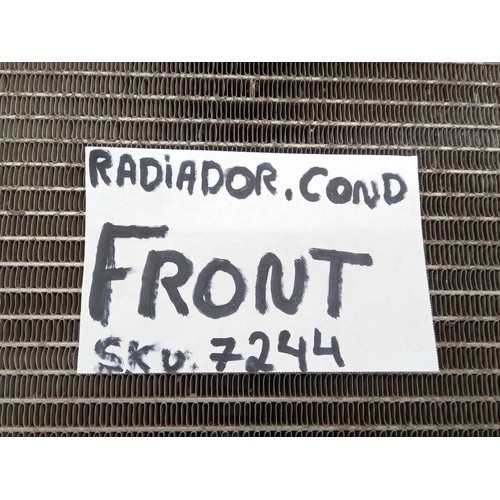 RADiADOR. COND
FRONT
SKU. 7244